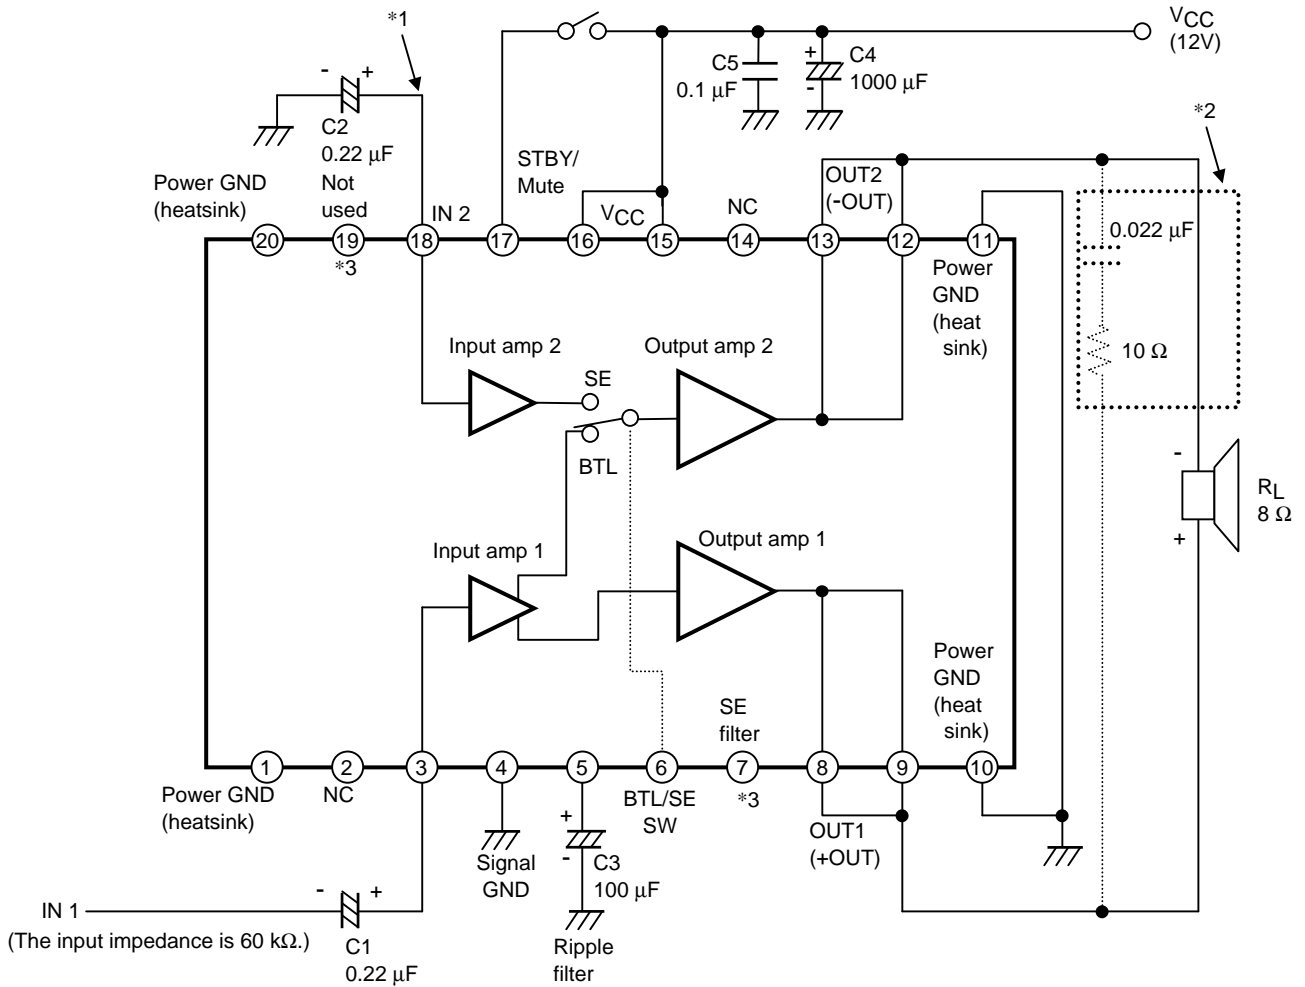 *1
VCC
(12V)
- +
C2
0.22 μF
C5
0.1 μF
+
-
C4
1000 μF
*2
Power GND
(heatsink)
Not
used
IN 2
STBY/
Mute
VCC
NC
OUT2
(-OUT)
20
19
18
17
16
15
14
13
12
11
*3
Power
GND
(heat
sink)
0.022 μF
10 Ω
Input amp 2
Output amp 2
SE
BTL
-
+
RL
8 Ω
Input amp 1
Output amp 1
Power
GND
(heat
sink)
SE
filter
1
2
3
4
5
6
7
8
9
10
Power GND
(heatsink)
NC
Signal
GND
+
-
C3
100 μF
Ripple
filter
BTL/SE
SW
*3
OUT1
(+OUT)
IN 1
- +
(The input impedance is 60 kΩ.)
C1
0.22 μF